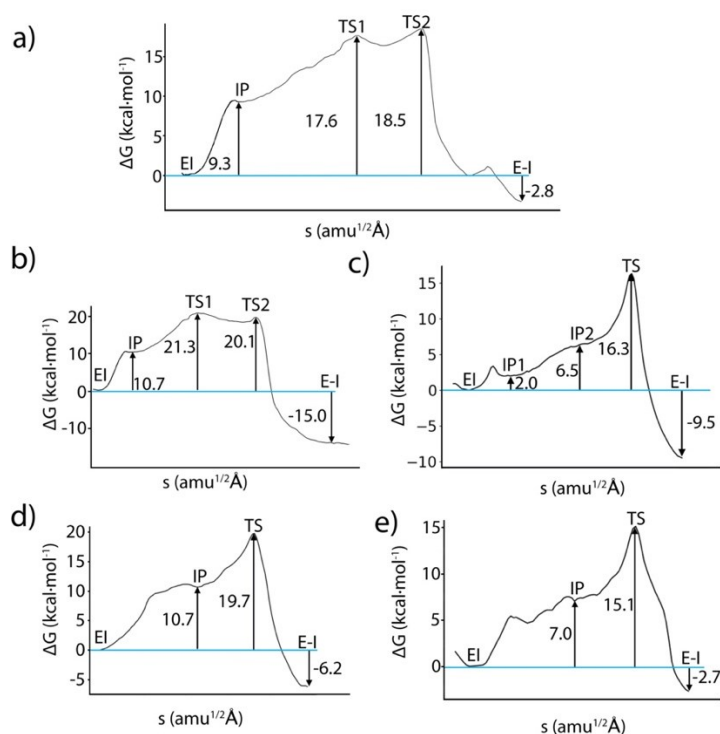 a)
TS1
TS2
15
IP
10
17.6
18.5
5
EI
9.3
E-I
0
-2.8
ΔG (kcal·mol⁻¹)
s (amu¹/²Å)
b)
TS1
TS2
20
IP
10
21.3
20.1
EI
10.7
E-I
0
-15.0
-10
ΔG (kcal·mol⁻¹)
s (amu¹/²Å)
c)
TS
15
10
IP2
16.3
5
IP1
6.5
EI
2.0
E-I
0
-9.5
−5
−10
ΔG (kcal·mol⁻¹)
s (amu¹/²Å)
d)
TS
20
15
IP
10
10.7
19.7
5
EI
E-I
0
-6.2
-5
ΔG (kcal·mol⁻¹)
s (amu¹/²Å)
e)
TS
15
10
IP
15.1
5
7.0
EI
E-I
0
-2.7
ΔG (kcal·mol⁻¹)
s (amu¹/²Å)